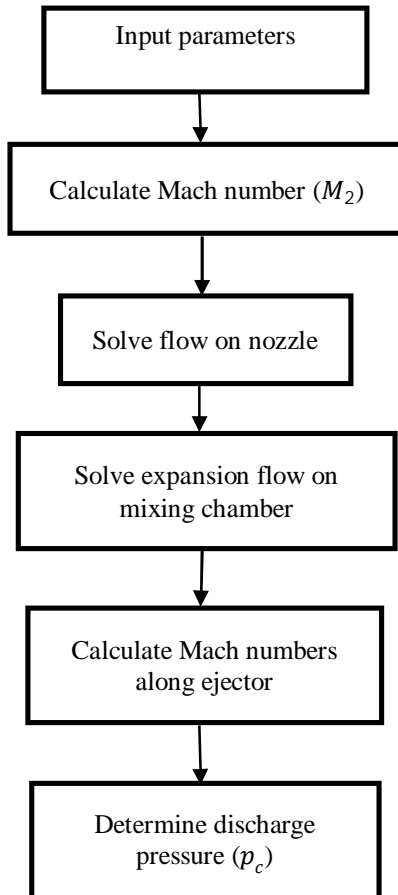 Input parameters
Calculate Mach number (M₂)
Solve flow on nozzle
Solve expansion flow on
mixing chamber
Calculate Mach numbers
along ejector
Determine discharge
pressure (p꜀)